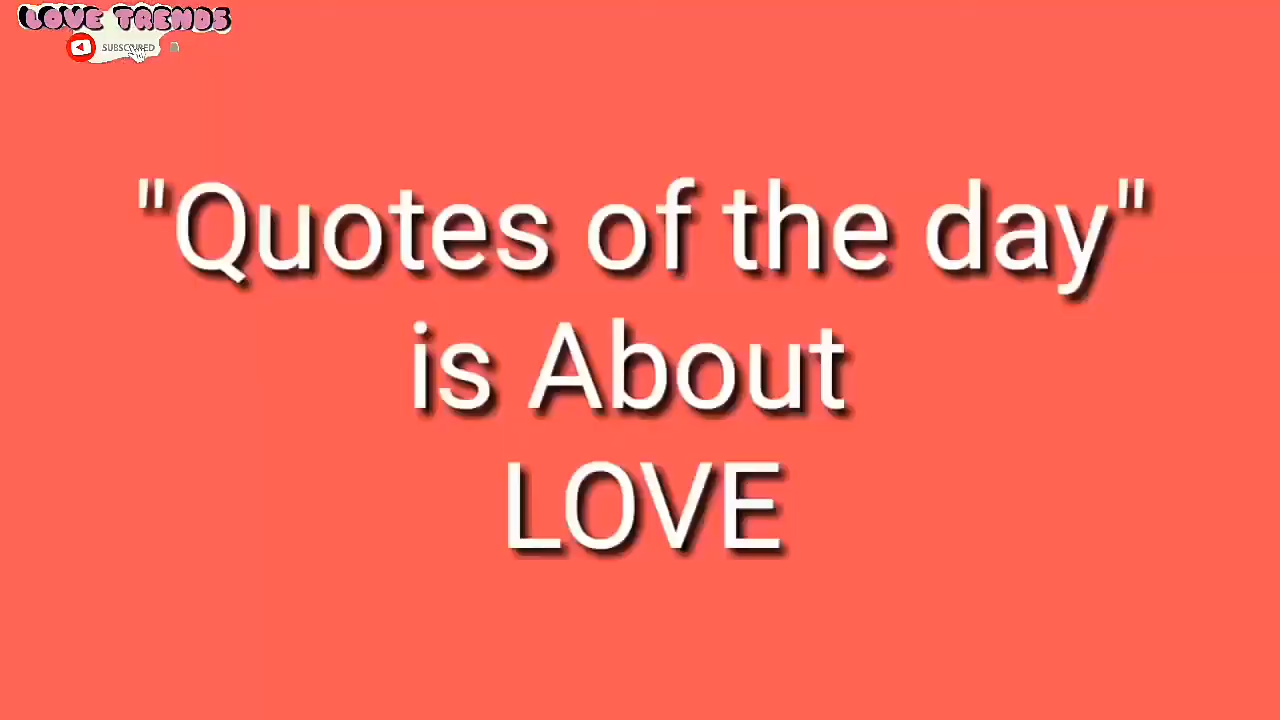 LOVE TRENDS
SUBSCRIBED
"Quotes of the day"
is About
LOVE